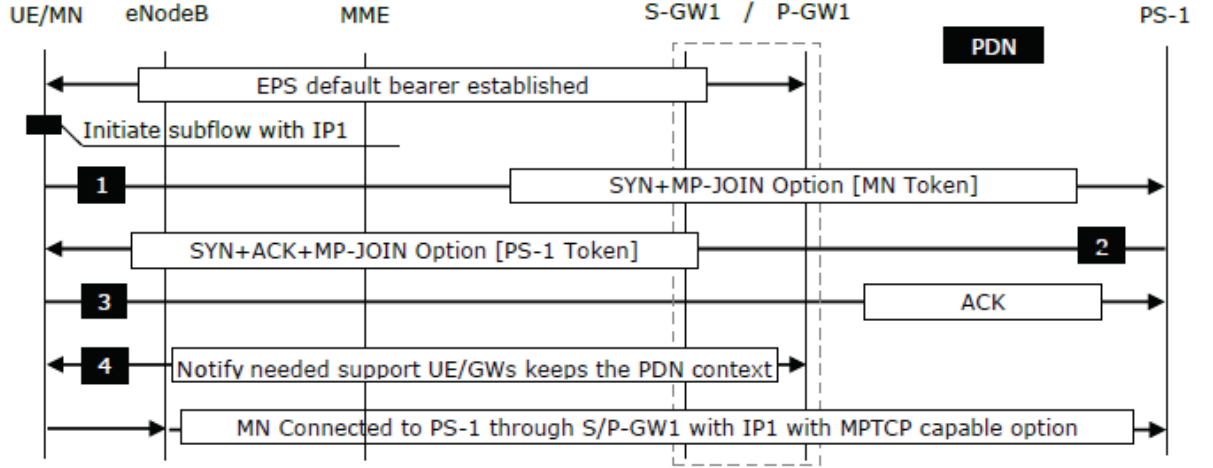 UE/MN eNodeB MME S-GW1 / P-GW1 PS-1
PDN
EPS default bearer established
Initiate subflow with IP1
1 SYN+MP-JOIN Option [MN Token]
SYN+ACK+MP-JOIN Option [PS-1 Token] 2
3 ACK
4 Notify needed support UE/GWs keeps the PDN context
MN Connected to PS-1 through S/P-GW1 with IP1 with MPTCP capable option